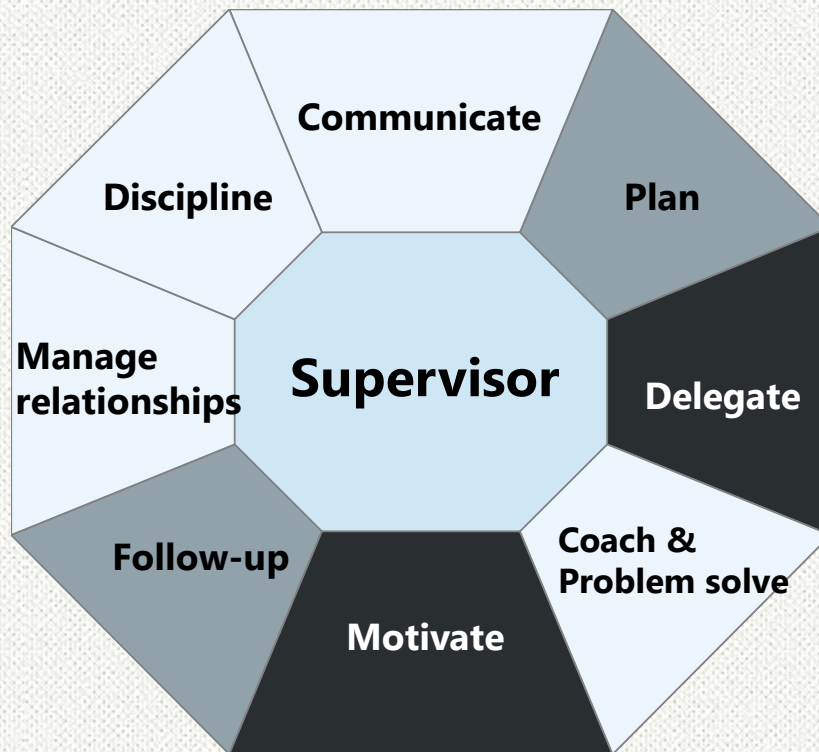 Communicate
Discipline
Plan
Manage
relationships
Supervisor
Delegate
Follow-up
Coach &
Problem solve
Motivate